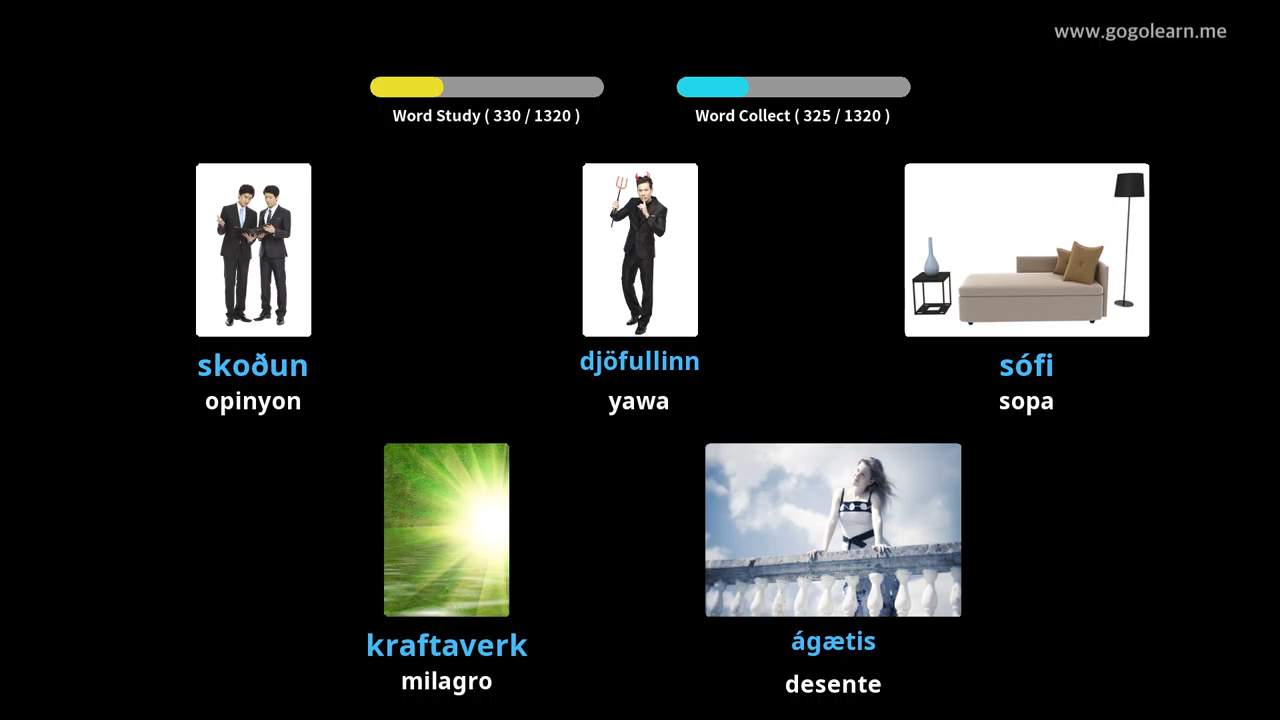 www.gogolearn.me
Word Study ( 330 / 1320 )
Word Collect ( 325 / 1320 )
skoðun
opinyon
djöfullinn
yawa
sófi
sopa
kraftaverk
milagro
ágætis
desente